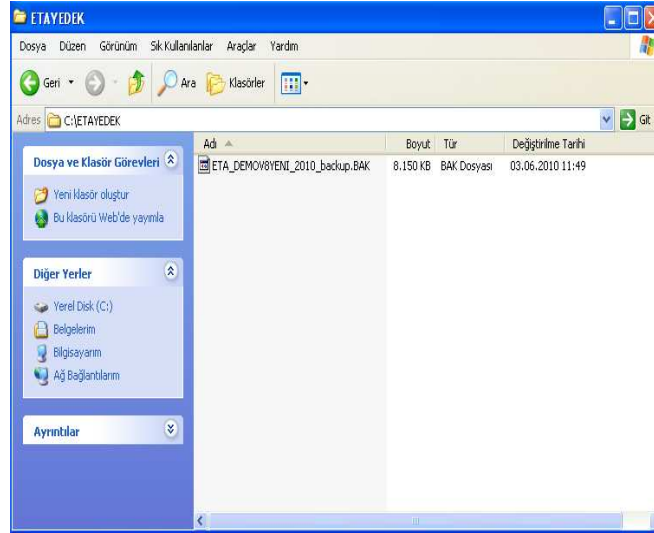 ETAYEDEK
Dosya Düzen Görünüm Sık Kullanılanlar Araçlar Yardım
Geri Ara Klasörler
Adres C:\ETAYEDEK Git
Adı Boyut Tür Değiştirilme Tarihi
ETA_DEMOV8YENI_2010_backup.BAK 8.150 KB BAK Dosyası 03.06.2010 11:49
Dosya ve Klasör Görevleri
Yeni klasör oluştur
Bu klasörü Web'de yayımla
Diğer Yerler
Yerel Disk (C:)
Belgelerim
Bilgisayarım
Ağ Bağlantılarım
Ayrıntılar